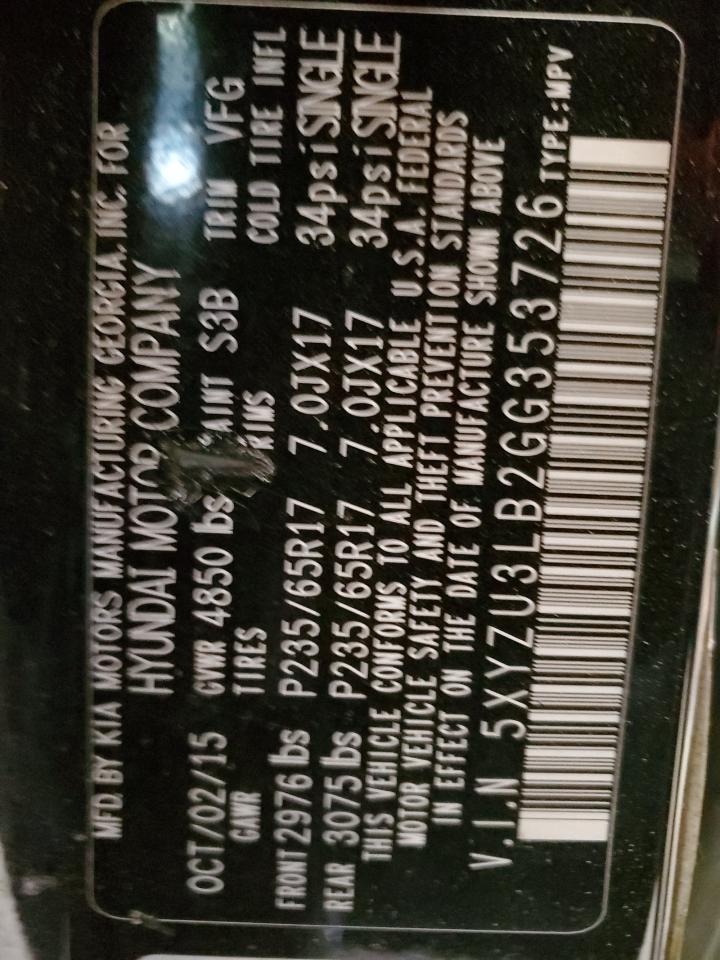 MFD. BY KIA MOTORS MANUFACTURING GEORGIA. INC. FOR
HYUNDAI MOTOR COMPANY
OCT/02/15 GVWR 4850 lbs PAINT S3B TRIM VFG
GAWR TIRES RIMS COLD TIRE INFL
FRONT 2976 lbs P235/65R17 7.0JX17 34psi SINGLE
REAR 3075 lbs P235/65R17 7.0JX17 34psi SINGLE
THIS VEHICLE CONFORMS TO ALL APPLICABLE U.S.A. FEDERAL
MOTOR VEHICLE SAFETY AND THEFT PREVENTION STANDARDS
IN EFFECT ON THE DATE OF MANUFACTURE SHOWN ABOVE
V.I.N 5XYZU3LB2GG353726 TYPE:MPV